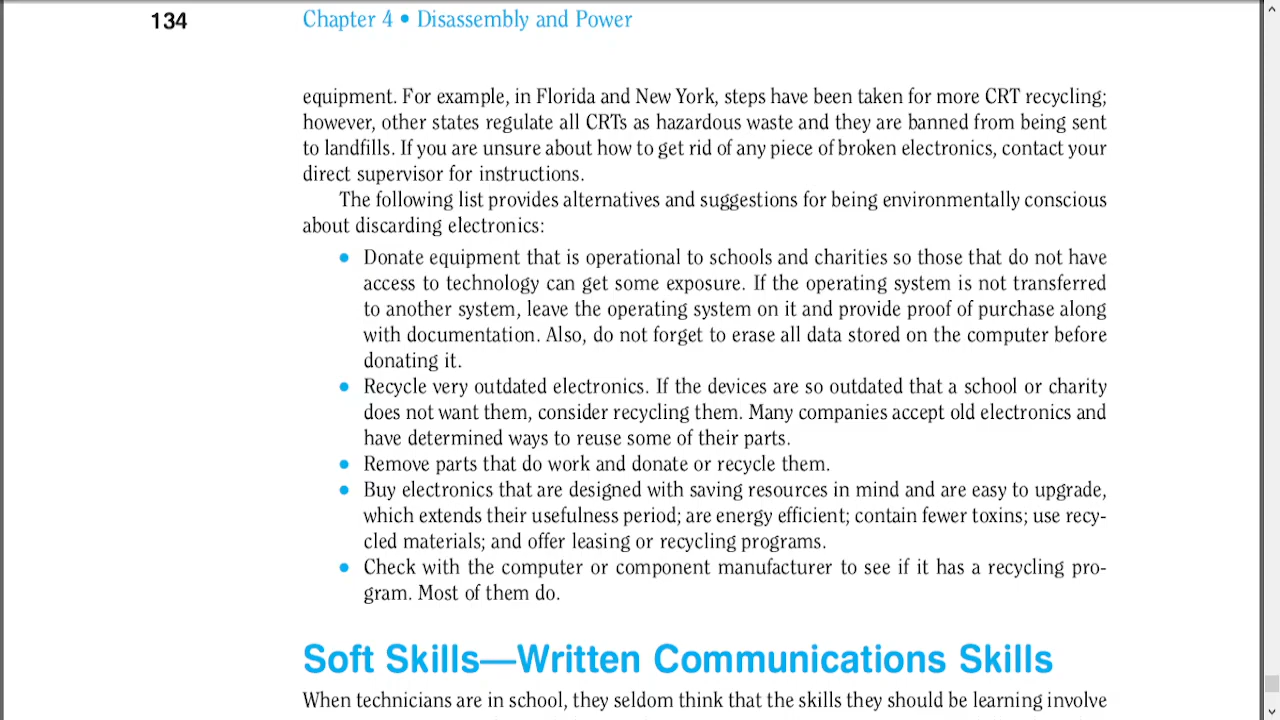 134
Chapter 4 • Disassembly and Power
equipment. For example, in Florida and New York, steps have been taken for more CRT recycling;
however, other states regulate all CRTs as hazardous waste and they are banned from being sent
to landfills. If you are unsure about how to get rid of any piece of broken electronics, contact your
direct supervisor for instructions.
The following list provides alternatives and suggestions for being environmentally conscious
about discarding electronics:
• Donate equipment that is operational to schools and charities so those that do not have
access to technology can get some exposure. If the operating system is not transferred
to another system, leave the operating system on it and provide proof of purchase along
with documentation. Also, do not forget to erase all data stored on the computer before
donating it.
• Recycle very outdated electronics. If the devices are so outdated that a school or charity
does not want them, consider recycling them. Many companies accept old electronics and
have determined ways to reuse some of their parts.
• Remove parts that do work and donate or recycle them.
• Buy electronics that are designed with saving resources in mind and are easy to upgrade,
which extends their usefulness period; are energy efficient; contain fewer toxins; use recy-
cled materials; and offer leasing or recycling programs.
• Check with the computer or component manufacturer to see if it has a recycling pro-
gram. Most of them do.
Soft Skills—Written Communications Skills
When technicians are in school, they seldom think that the skills they should be learning involve